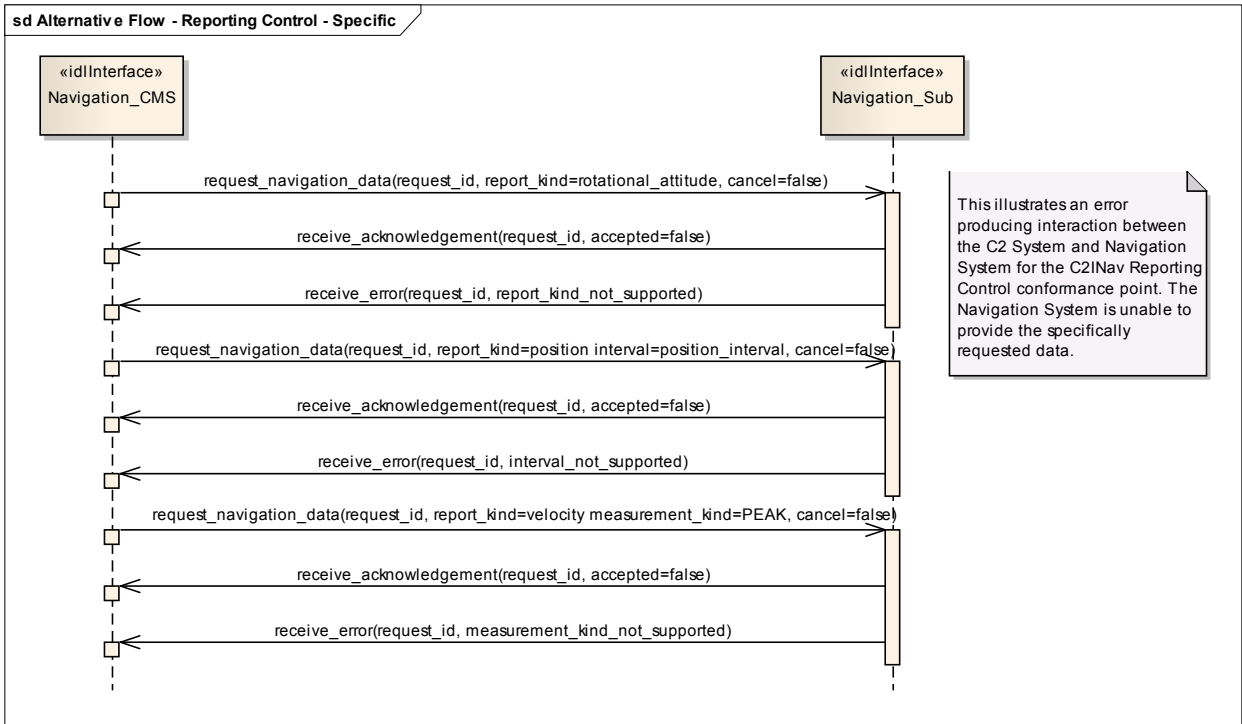 sd Alternative Flow - Reporting Control - Specific
«idlInterface»
Navigation_CMS
«idlInterface»
Navigation_Sub
request_navigation_data(request_id, report_kind=rotational_attitude, cancel=false)
receive_acknowledgement(request_id, accepted=false)
receive_error(request_id, report_kind_not_supported)
request_navigation_data(request_id, report_kind=position interval=position_interval, cancel=false)
receive_acknowledgement(request_id, accepted=false)
receive_error(request_id, interval_not_supported)
request_navigation_data(request_id, report_kind=velocity measurement_kind=PEAK, cancel=false)
receive_acknowledgement(request_id, accepted=false)
receive_error(request_id, measurement_kind_not_supported)
This illustrates an error
producing interaction between
the C2 System and Navigation
System for the C2INav Reporting
Control conformance point. The
Navigation System is unable to
provide the specifically
requested data.